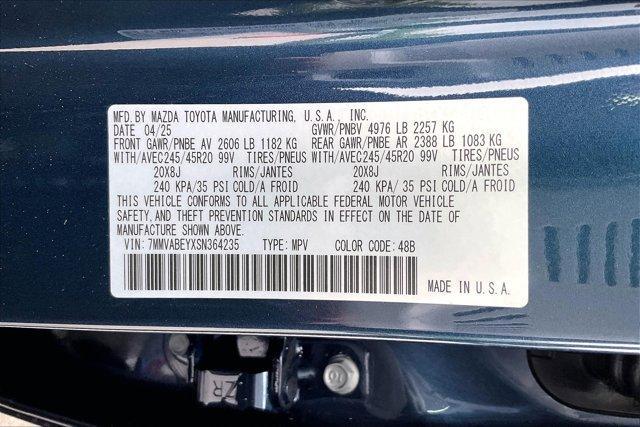 MFD. BY MAZDA TOYOTA MANUFACTURING, U.S.A., INC.
DATE 04/25 GVWR/PNBV 4976 LB 2257 KG
FRONT GAWR/PNBE AV 2606 LB 1182 KG REAR GAWR/PNBE AR 2388 LB 1083 KG
WITH/AVEC245/45R20 99V TIRES/PNEUS WITH/AVEC245/45R20 99V TIRES/PNEUS
20X8J RIMS/JANTES 20X8J RIMS/JANTES
240 KPA/35 PSI COLD/A FROID 240 KPA/ 35 PSI COLD/A FROID
THIS VEHICLE CONFORMS TO ALL APPLICABLE FEDERAL MOTOR VEHICLE
SAFETY, AND THEFT PREVENTION STANDARDS IN EFFECT ON THE DATE OF
MANUFACTURE SHOWN ABOVE.
VIN: 7MMVABEYXSN364235 TYPE: MPV COLOR CODE: 48B
MADE IN U.S.A.
ZR